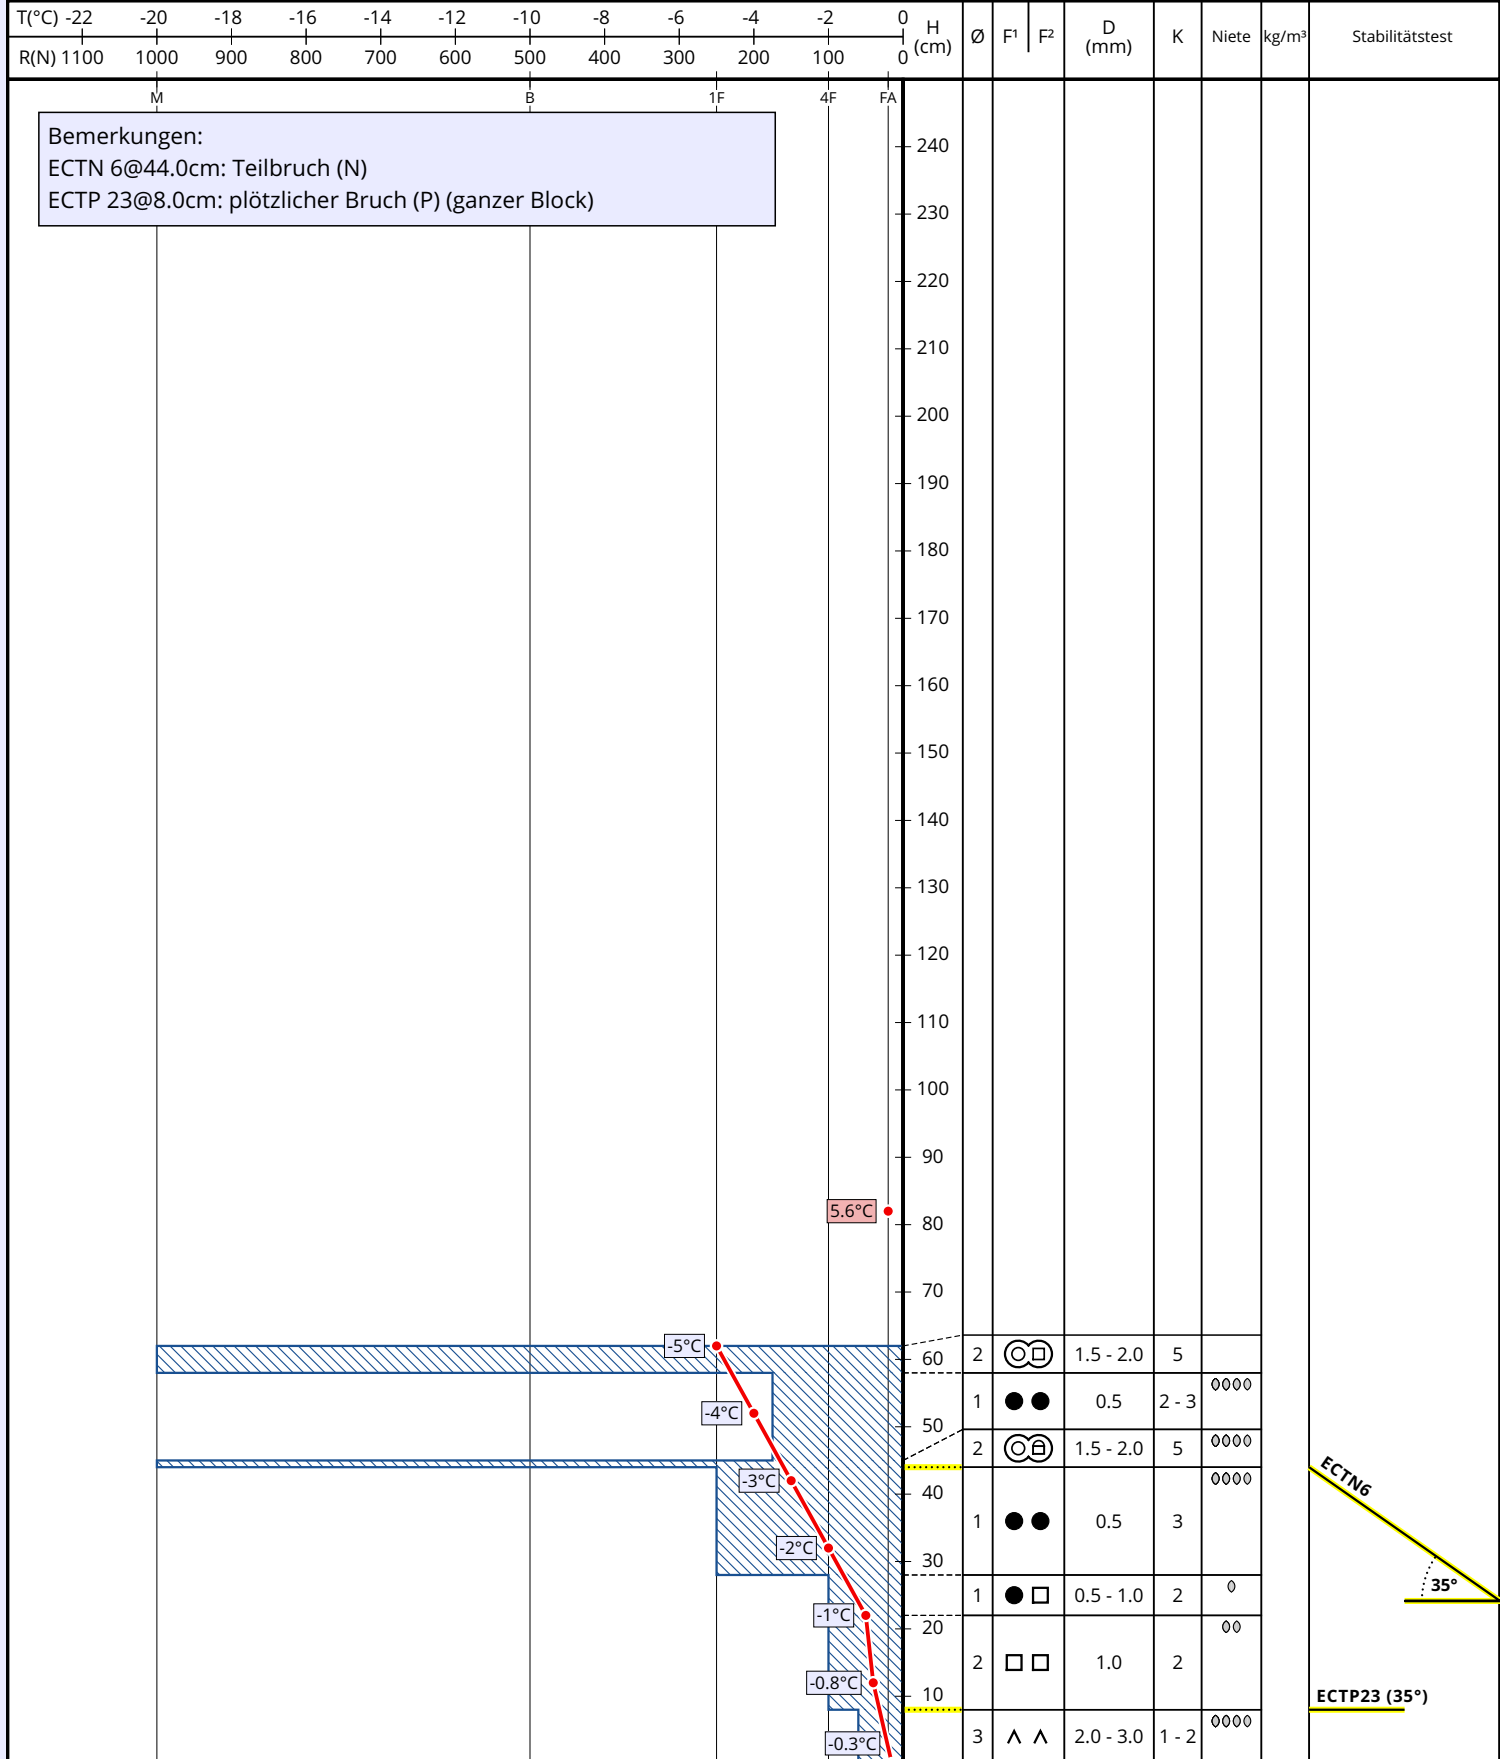 T(°C) -22 -20 -18 -16 -14 -12 -10 -8 -6 -4 -2 0
R(N) 1100 1000 900 800 700 600 500 400 300 200 100 0
H (cm) Ø F¹ F² D (mm) K Niete kg/m³ Stabilitätstest
M B 1F 4F FA
Bemerkungen:
ECTN 6@44.0cm: Teilbruch (N)
ECTP 23@8.0cm: plötzlicher Bruch (P) (ganzer Block)
240
230
220
210
200
190
180
170
160
150
140
130
120
110
100
90
5.6°C
80
70
-5°C
60 2 1.5 - 2.0 5
-4°C 1 0.5 2 - 3
50
2 1.5 - 2.0 5
-3°C
40
ECTN6
1 0.5 3
-2°C
30
1 0.5 - 1.0 2 35°
-1°C
20
2 1.0 2
-0.8°C
10 ECTP23 (35°)
-0.3°C 3 2.0 - 3.0 1 - 2